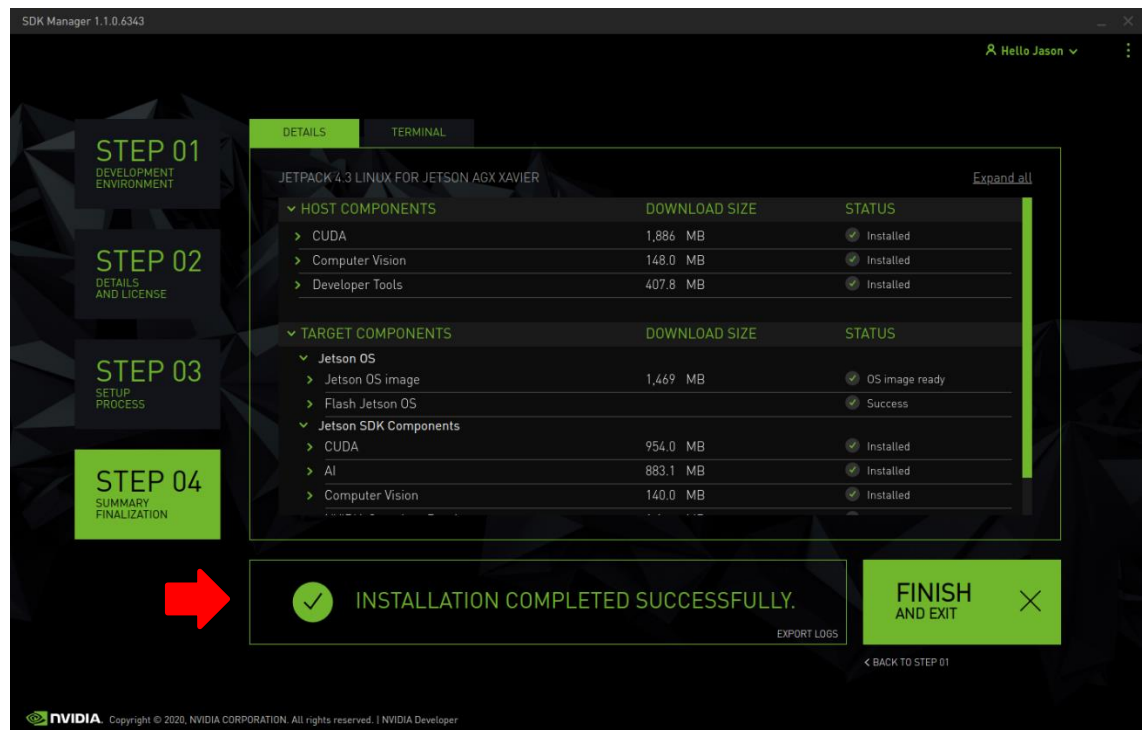 SDK Manager 1.1.0.6343
Hello Jason
STEP 01
DEVELOPMENT
ENVIRONMENT
STEP 02
DETAILS
AND LICENSE
STEP 03
SETUP
PROCESS
STEP 04
SUMMARY
FINALIZATION
DETAILS TERMINAL
JETPACK 4.3 LINUX FOR JETSON AGX XAVIER Expand all
HOST COMPONENTS DOWNLOAD SIZE STATUS
CUDA 1,886 MB Installed
Computer Vision 148.0 MB Installed
Developer Tools 407.8 MB Installed
TARGET COMPONENTS DOWNLOAD SIZE STATUS
Jetson OS
Jetson OS image 1,469 MB OS image ready
Flash Jetson OS Success
Jetson SDK Components
CUDA 954.0 MB Installed
AI 883.1 MB Installed
Computer Vision 140.0 MB Installed
INSTALLATION COMPLETED SUCCESSFULLY.
EXPORT LOGS
FINISH
AND EXIT
< BACK TO STEP 01
NVIDIA. Copyright © 2020, NVIDIA CORPORATION. All rights reserved. | NVIDIA Developer